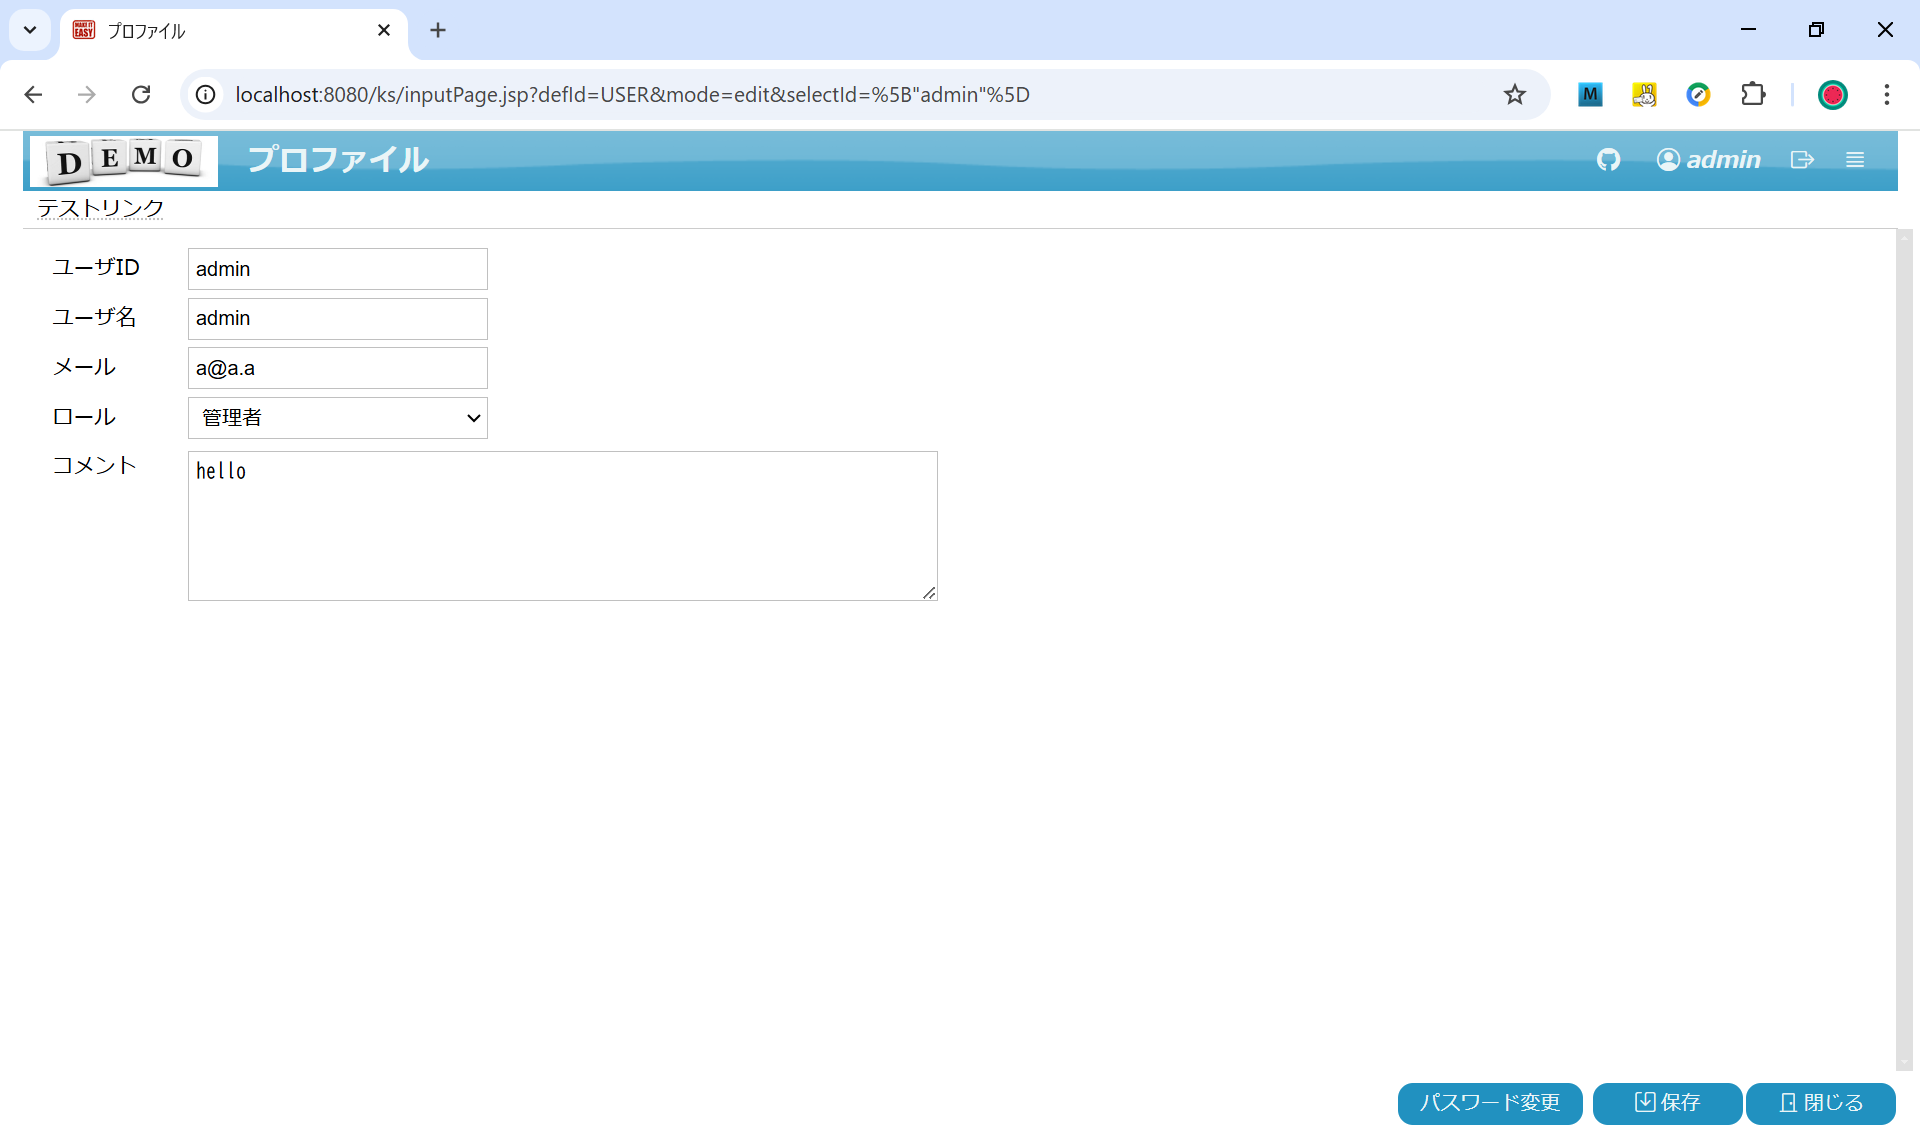 プロファイル
localhost:8080/ks/inputPage.jsp?defId=USER&mode=edit&selectId=%5B"admin"%5D
M
DEMO
プロファイル
admin
テストリンク
ユーザID
admin
ユーザ名
admin
メール
a@a.a
ロール
管理者
コメント
hello
パスワード変更
保存
閉じる